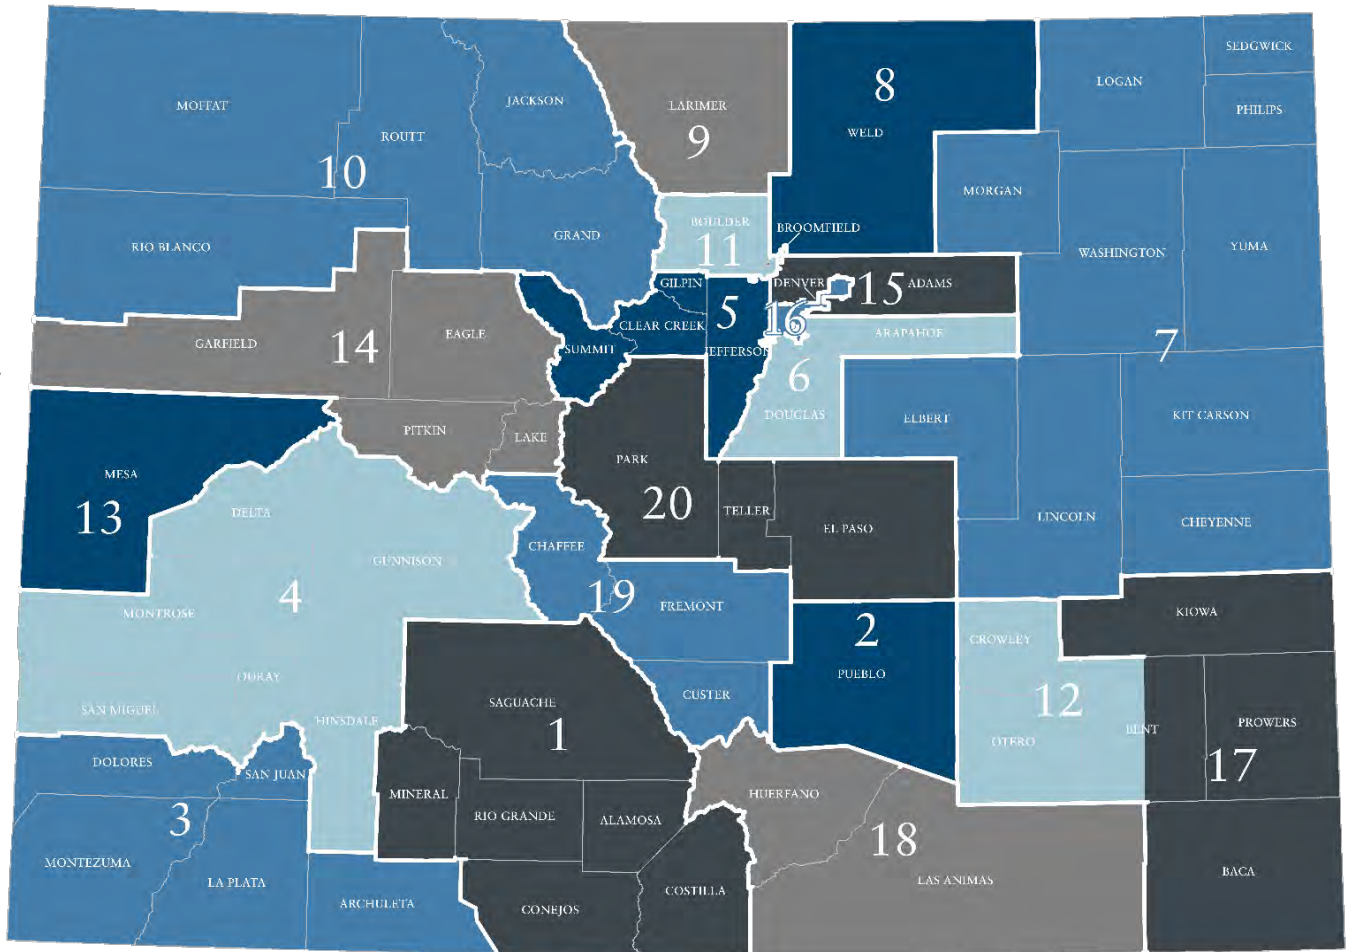 SEDGWICK
LOGAN
8
JACKSON
MOFFAT
LARIMER
PHILIPS
WELD
ROUTT
9
10
MORGAN
BOULDER
BROOMFIELD
GRAND
RIO BLANCO
11
WASHINGTON
YUMA
GILPIN
DENVER
15
ADAMS
5
CLEAR CREEK
16
EAGLE
ARAPAHOE
GARFIELD
14
SUMMIT
JEFFERSON
7
6
DOUGLAS
ELBERT
KIT CARSON
PITKIN
LAKE
PARK
MESA
20
TELLER
DELTA
13
LINCOLN
CHEYENNE
EL PASO
CHAFFEE
GUNNISON
4
19
FREMONT
MONTROSE
KIOWA
2
CROWLEY
PUEBLO
OURAY
CUSTER
SAGUACHE
12
SAN MIGUEL
HINSDALE
1
BENT
PROWERS
OTERO
DOLORES
17
SAN JUAN
MINERAL
HUERFANO
RIO GRANDE
ALAMOSA
3
18
MONTEZUMA
LA PLATA
COSTILLA
LAS ANIMAS
BACA
ARCHULETA
CONEJOS